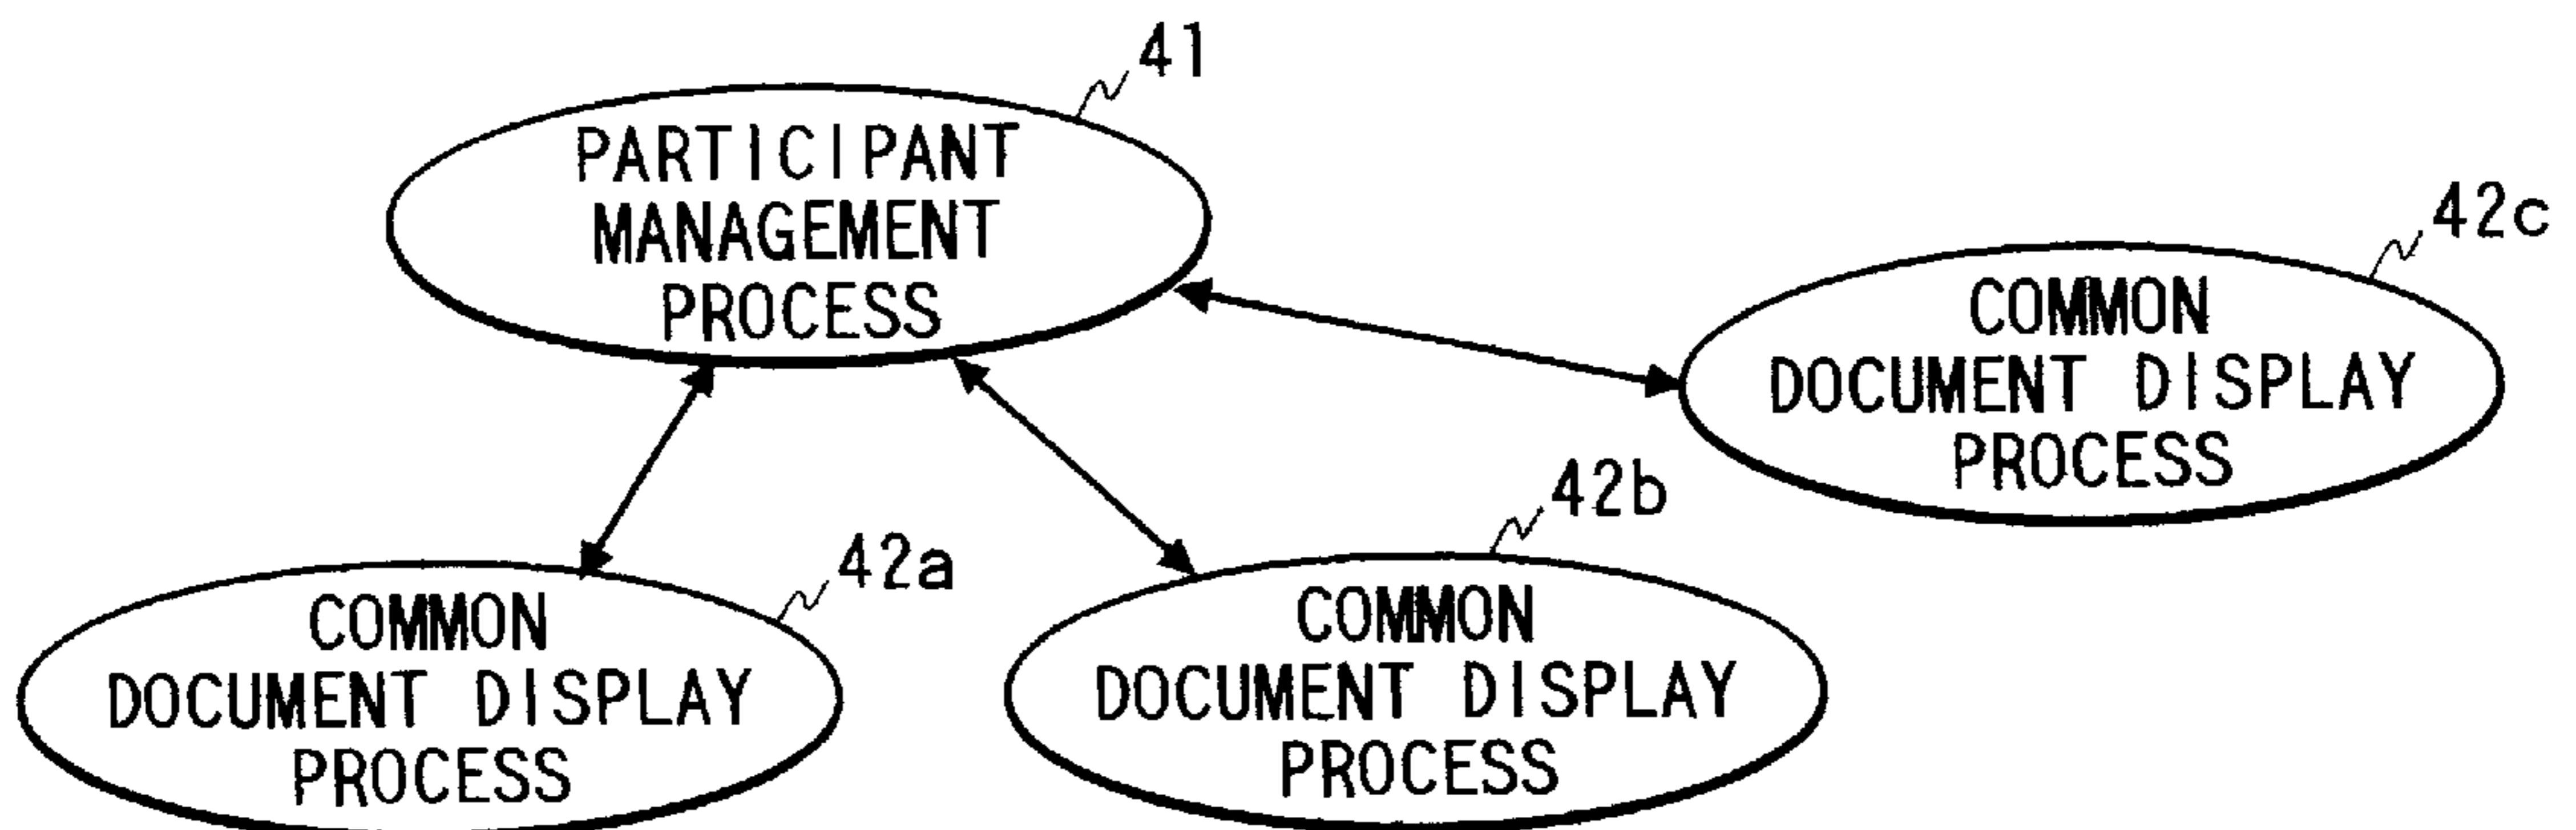 41
PARTICIPANT
MANAGEMENT
PROCESS
42c
COMMON
DOCUMENT DISPLAY
PROCESS
42a
COMMON
DOCUMENT DISPLAY
PROCESS
42b
COMMON
DOCUMENT DISPLAY
PROCESS